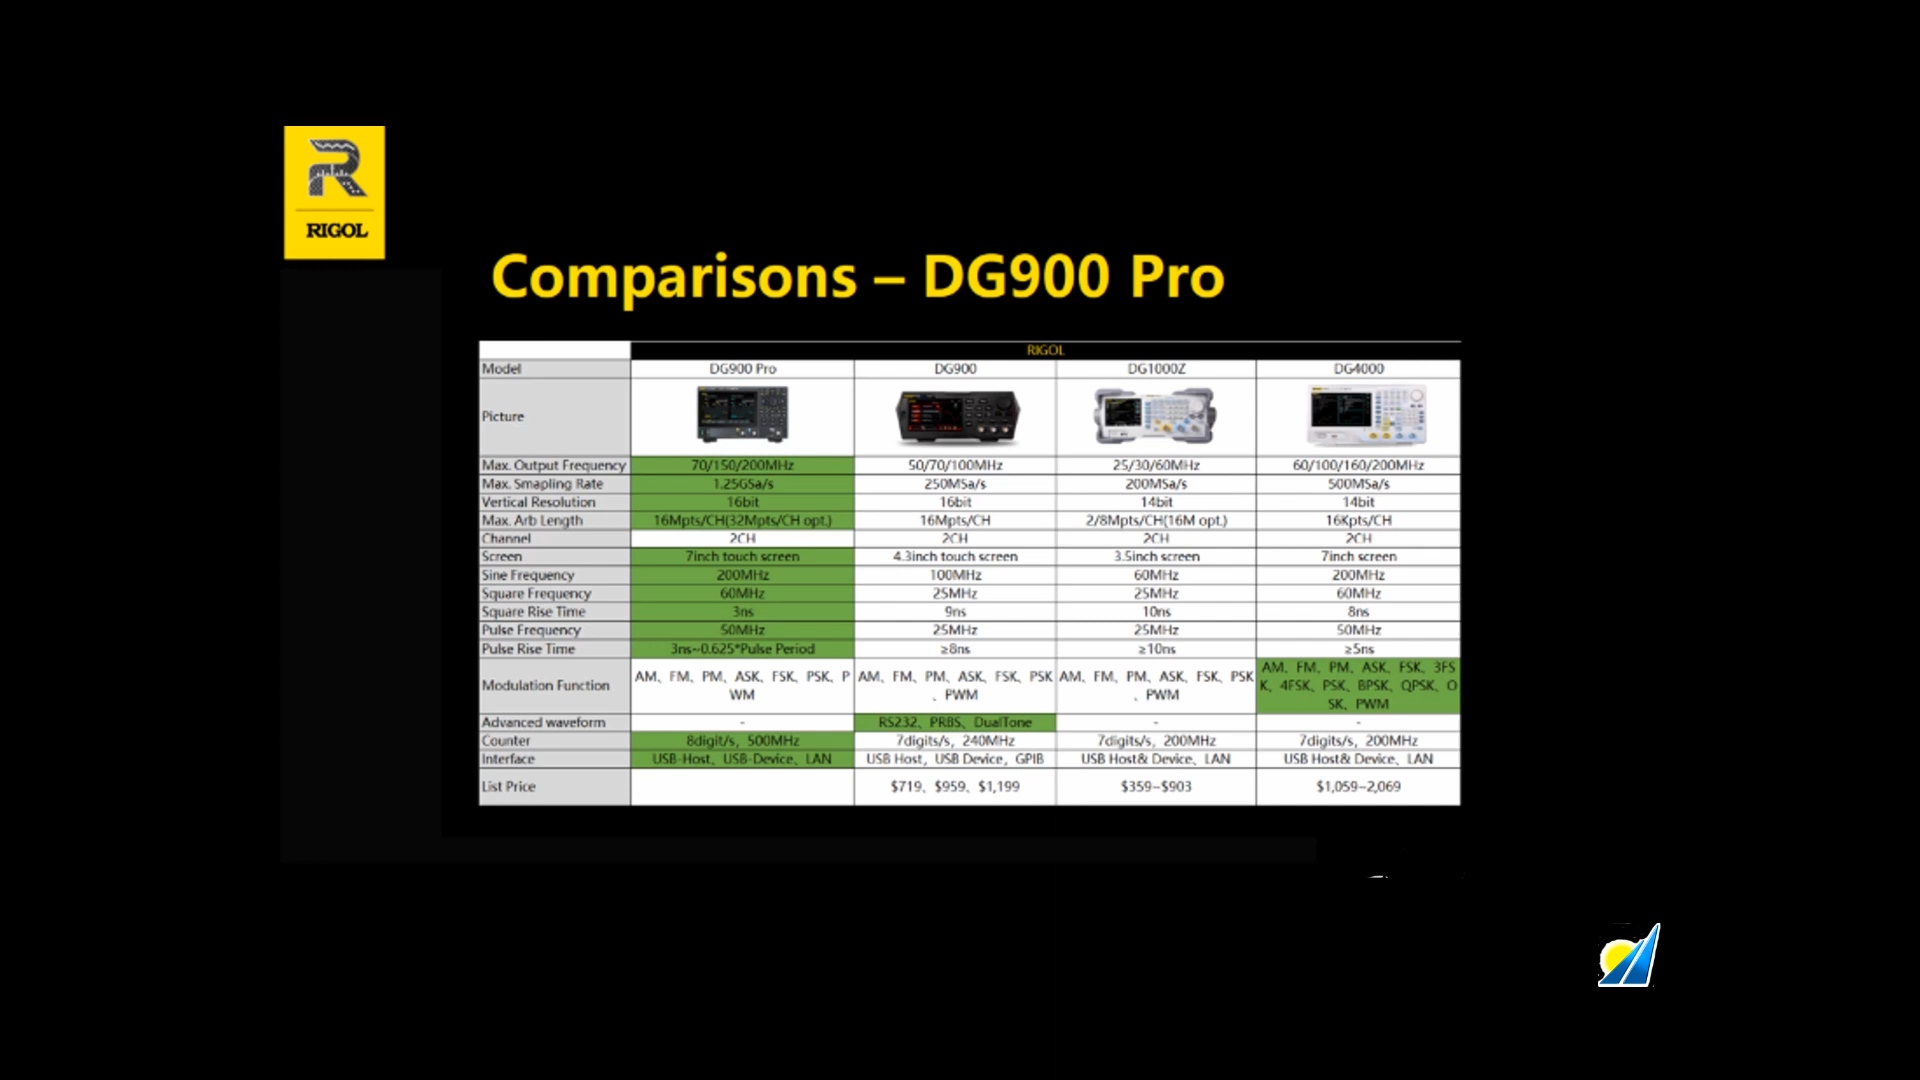 RIGOL
Comparisons – DG900 Pro
RIGOL
Model DG900 Pro DG900 DG1000Z DG4000
Picture
Max. Output Frequency 70/150/200MHz 50/70/100MHz 25/30/60MHz 60/100/160/200MHz
Max. Smapling Rate 1.25GSa/s 250MSa/s 200MSa/s 500MSa/s
Vertical Resolution 16bit 16bit 14bit 14bit
Max. Arb Length 16Mpts/CH(32Mpts/CH opt.) 16Mpts/CH 2/8Mpts/CH(16M opt.) 16Kpts/CH
Channel 2CH 2CH 2CH 2CH
Screen 7inch touch screen 4.3inch touch screen 3.5inch screen 7inch screen
Sine Frequency 200MHz 100MHz 60MHz 200MHz
Square Frequency 60MHz 25MHz 25MHz 60MHz
Square Rise Time 3ns 9ns 10ns 8ns
Pulse Frequency 50MHz 25MHz 25MHz 50MHz
Pulse Rise Time 3ns~0.625*Pulse Period ≥8ns ≥10ns ≥5ns
Modulation Function AM、FM、PM、ASK、FSK、PSK、P
WM AM、FM、PM、ASK、FSK、PSK
、PWM AM、FM、PM、ASK、FSK、PSK
、PWM AM、FM、PM、ASK、FSK、3FS
K、4FSK、PSK、BPSK、QPSK、O
SK、PWM
Advanced waveform - RS232、PRBS、DualTone - -
Counter 8digit/s, 500MHz 7digits/s, 240MHz 7digits/s, 200MHz 7digits/s, 200MHz
Interface USB-Host、USB-Device、LAN USB Host, USB Device, GPIB USB Host& Device、LAN USB Host& Device、LAN
List Price $719、$959、$1,199 $359~$903 $1,059~2,069